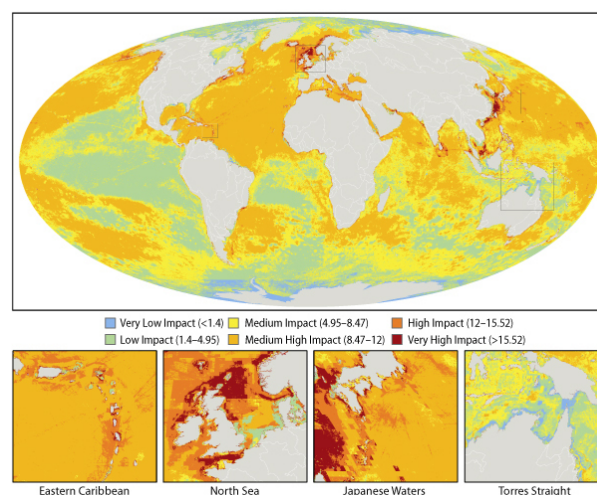 Very Low Impact (<1.4) Medium Impact (4.95–8.47) High Impact (12–15.52)
Low Impact (1.4–4.95) Medium High Impact (8.47–12) Very High Impact (>15.52)
Eastern Caribbean North Sea Japanese Waters Torres Straight